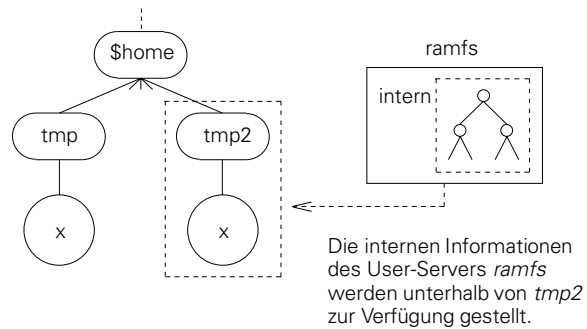 $home
ramfs
intern
tmp
tmp2
x
x
Die internen Informationen
des User-Servers ramfs
werden unterhalb von tmp2
zur Verfügung gestellt.